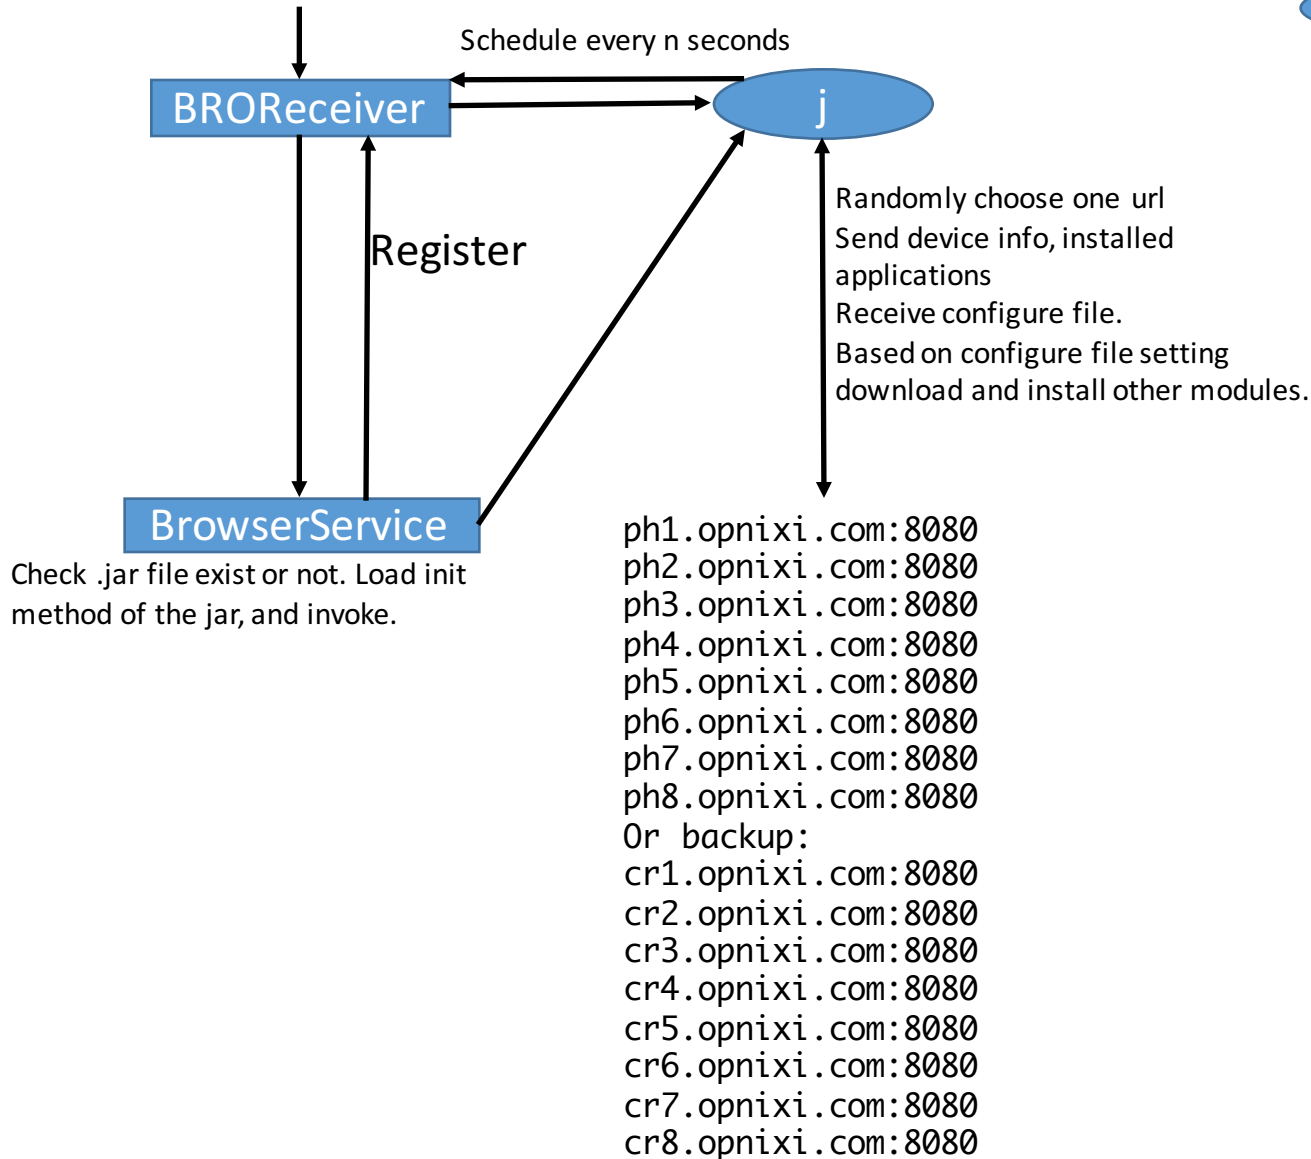 Schedule every n seconds
BROReceiver
j
Register
Randomly choose one url
Send device info, installed
applications
Receive configure file.
Based on configure file setting
download and install other modules.
BrowserService
Check .jar file exist or not. Load init
method of the jar, and invoke.
ph1.opnixi.com:8080
ph2.opnixi.com:8080
ph3.opnixi.com:8080
ph4.opnixi.com:8080
ph5.opnixi.com:8080
ph6.opnixi.com:8080
ph7.opnixi.com:8080
ph8.opnixi.com:8080
Or backup:
cr1.opnixi.com:8080
cr2.opnixi.com:8080
cr3.opnixi.com:8080
cr4.opnixi.com:8080
cr5.opnixi.com:8080
cr6.opnixi.com:8080
cr7.opnixi.com:8080
cr8.opnixi.com:8080